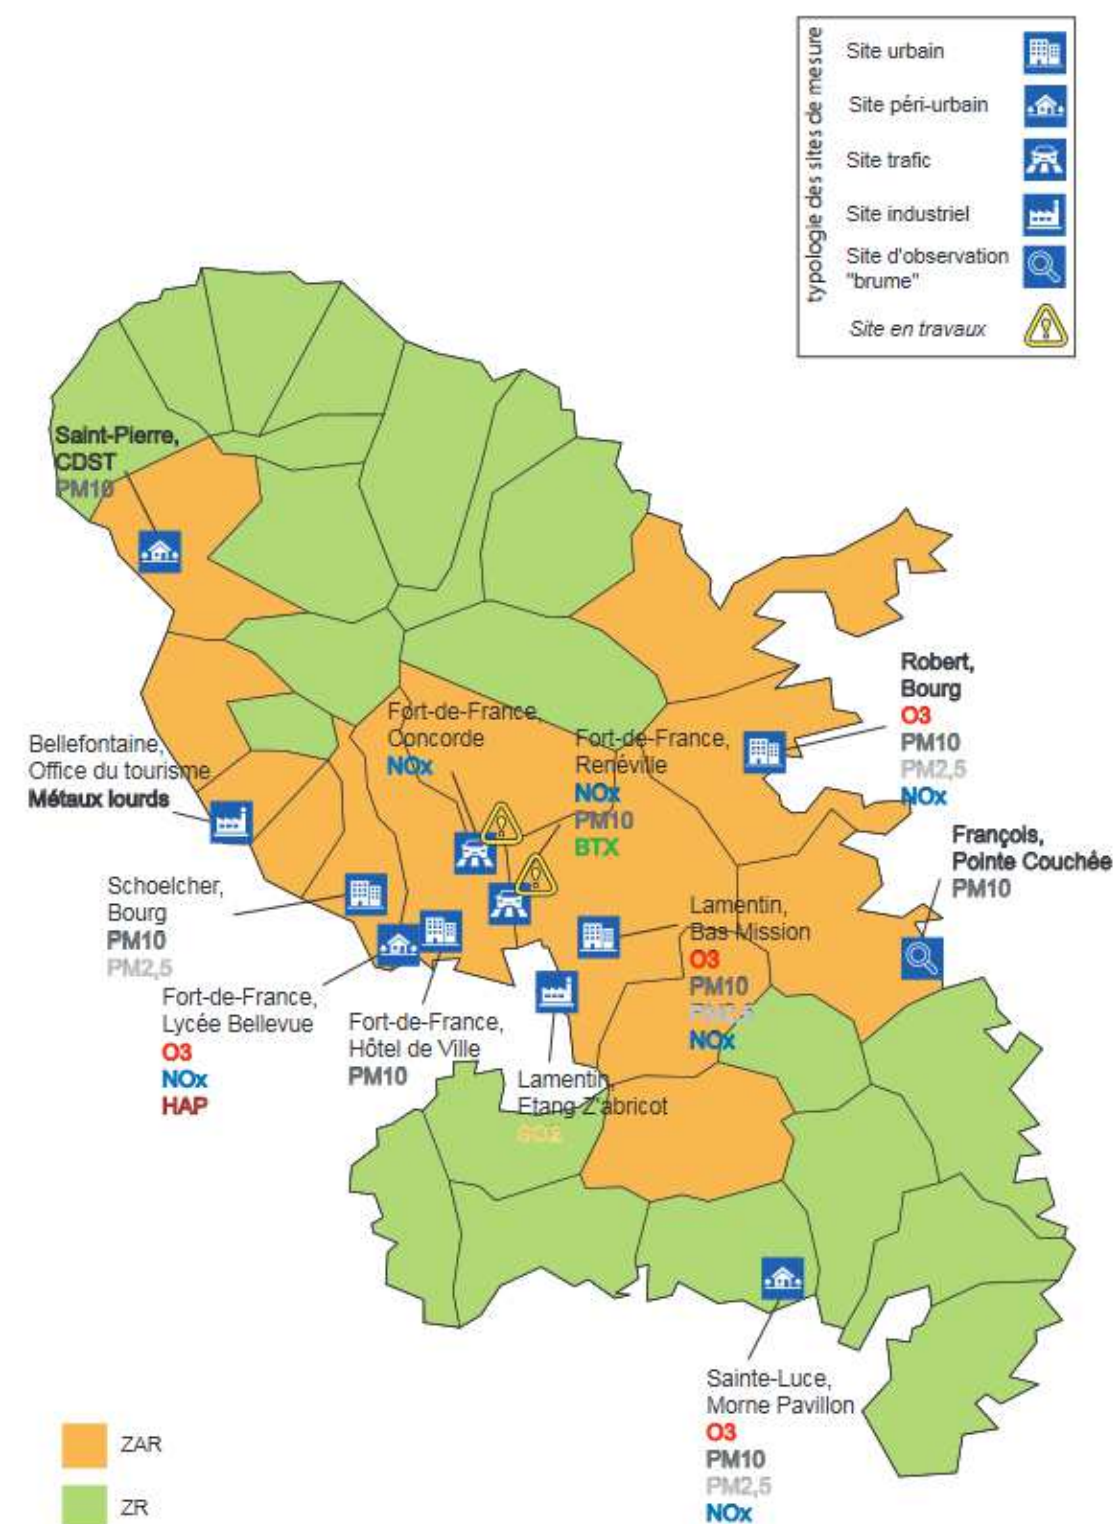 typologie des sites de mesure
Site urbain
Site péri-urbain
Site trafic
Site industriel
Site d'observation
"brume"
Site en travaux
Saint-Pierre,
CDST
PM10
Robert,
Bourg
O3
PM10
PM2,5
NOx
Fort-de-France,
Concorde
NOx
Fort-de-France,
Renéville
NOx
PM10
BTX
Bellefontaine,
Office du tourisme
Métaux lourds
François,
Pointe Couchée
PM10
Schoelcher,
Bourg
PM10
PM2,5
Lamentin,
Bas Mission
O3
PM10
PM2,5
NOx
Fort-de-France,
Lycée Bellevue
O3
NOx
HAP
Fort-de-France,
Hôtel de Ville
PM10
Lamentin,
Etang Z'abricot
SO2
Sainte-Luce,
Morne Pavillon
O3
PM10
PM2,5
NOx
ZAR
ZR